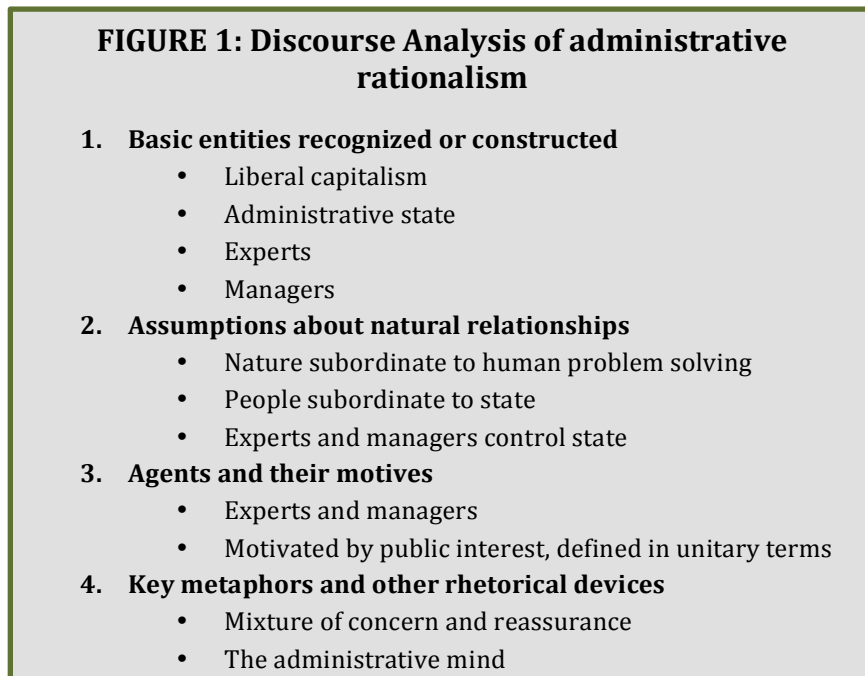 FIGURE 1: Discourse Analysis of administrative
rationalism
1. Basic entities recognized or constructed
• Liberal capitalism
• Administrative state
• Experts
• Managers
2. Assumptions about natural relationships
• Nature subordinate to human problem solving
• People subordinate to state
• Experts and managers control state
3. Agents and their motives
• Experts and managers
• Motivated by public interest, defined in unitary terms
4. Key metaphors and other rhetorical devices
• Mixture of concern and reassurance
• The administrative mind